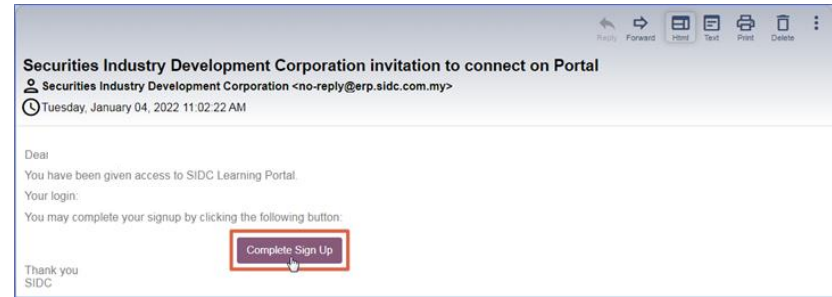 Reply Forward Html Text Print Delete
Securities Industry Development Corporation invitation to connect on Portal
Securities Industry Development Corporation <no-reply@erp.sidc.com.my>
Tuesday, January 04, 2022 11:02:22 AM
Dear
You have been given access to SIDC Learning Portal.
Your login:
You may complete your signup by clicking the following button:
Complete Sign Up
Thank you
SIDC